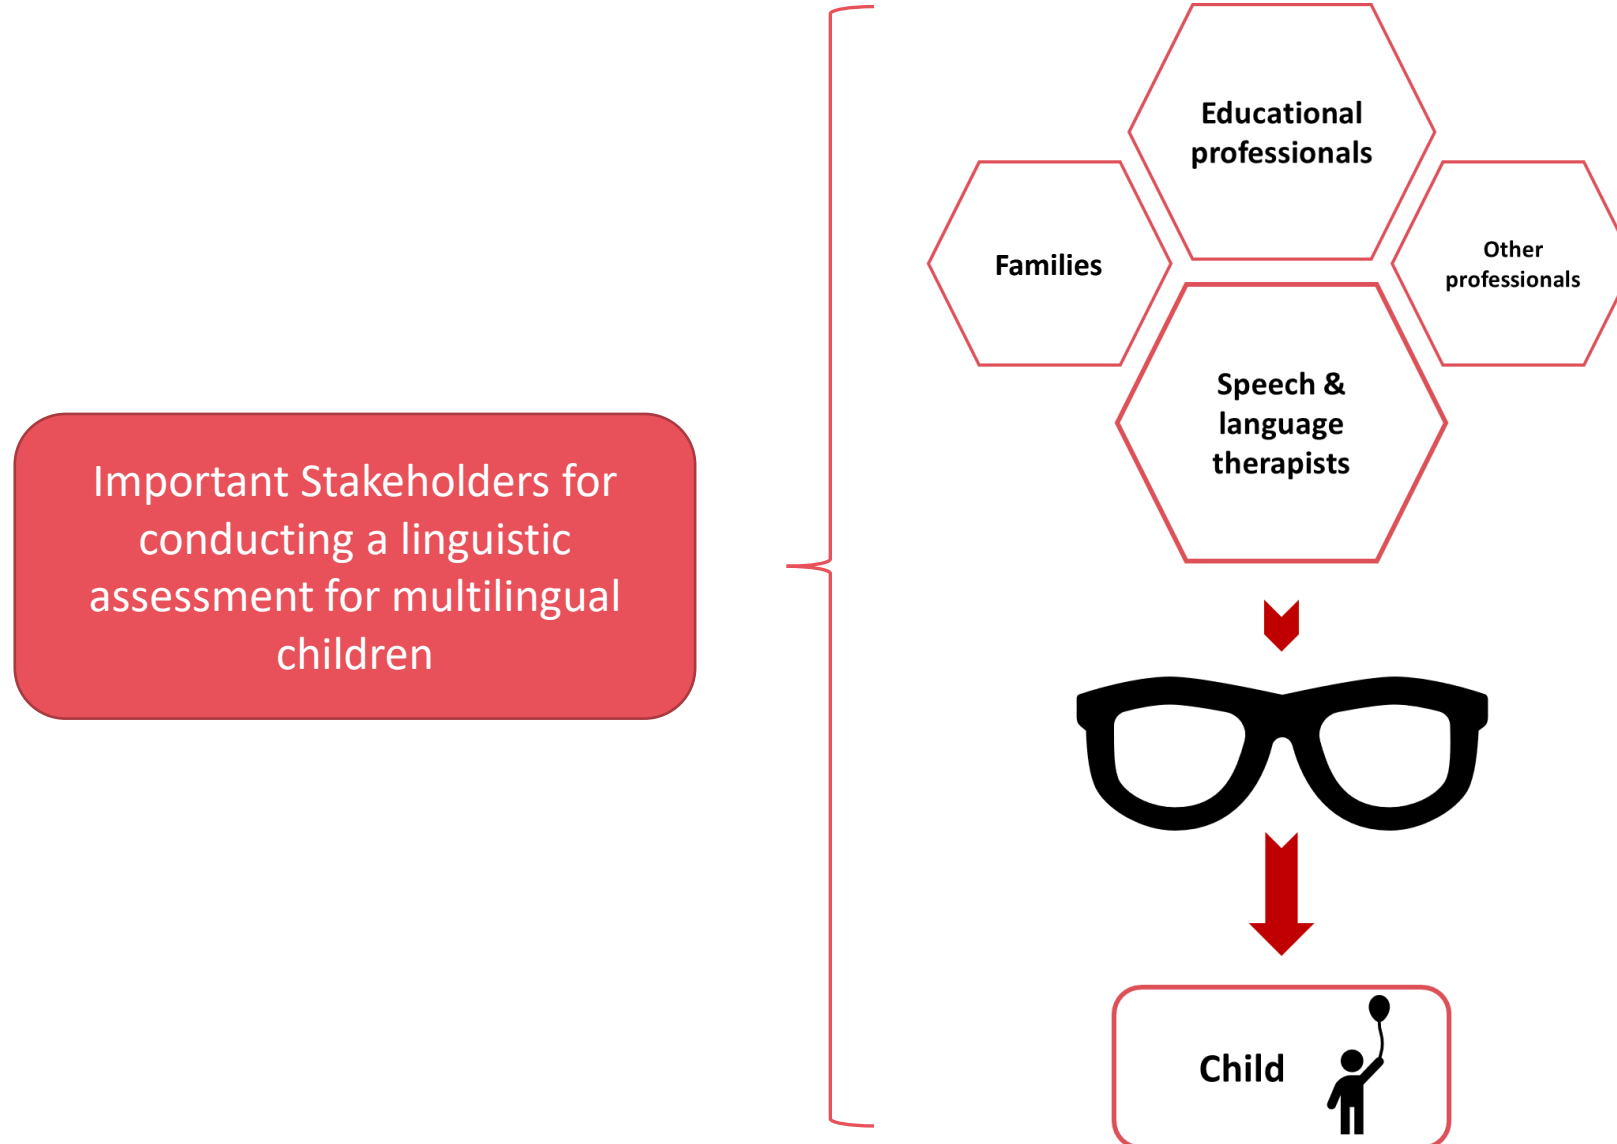 Important Stakeholders for
conducting a linguistic
assessment for multilingual
children
Educational
professionals
Families
Other
professionals
Speech &
language
therapists
Child